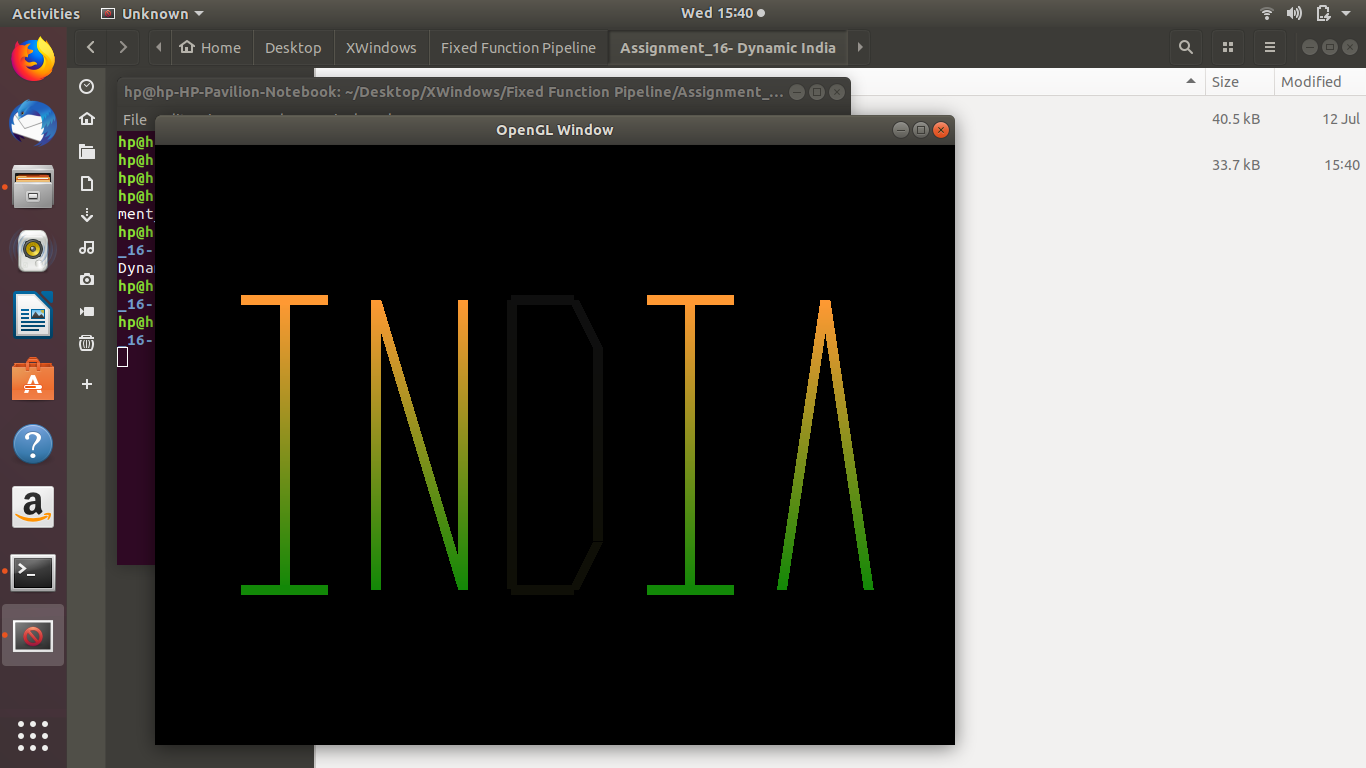 Activities Unknown Wed 15:40
Home Desktop XWindows Fixed Function Pipeline Assignment_16- Dynamic India
Size Modified
hp@hp-HP-Pavilion-Notebook: ~/Desktop/XWindows/Fixed Function Pipeline/Assignment_...
File
40.5 kB 12 Jul
OpenGL Window
hp@h
hp@h
33.7 kB 15:40
hp@h
hp@h
ment_
hp@h
_16-
Dyna
hp@h
_16-
hp@h
_16-
INDIA